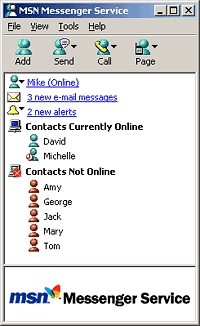 MSN Messenger Service
File View Tools Help
Add Send Call Page
Mike (Online)
3 new e-mail messages
2 new alerts
Contacts Currently Online
David
Michelle
Contacts Not Online
Amy
George
Jack
Mary
Tom
msn Messenger Service